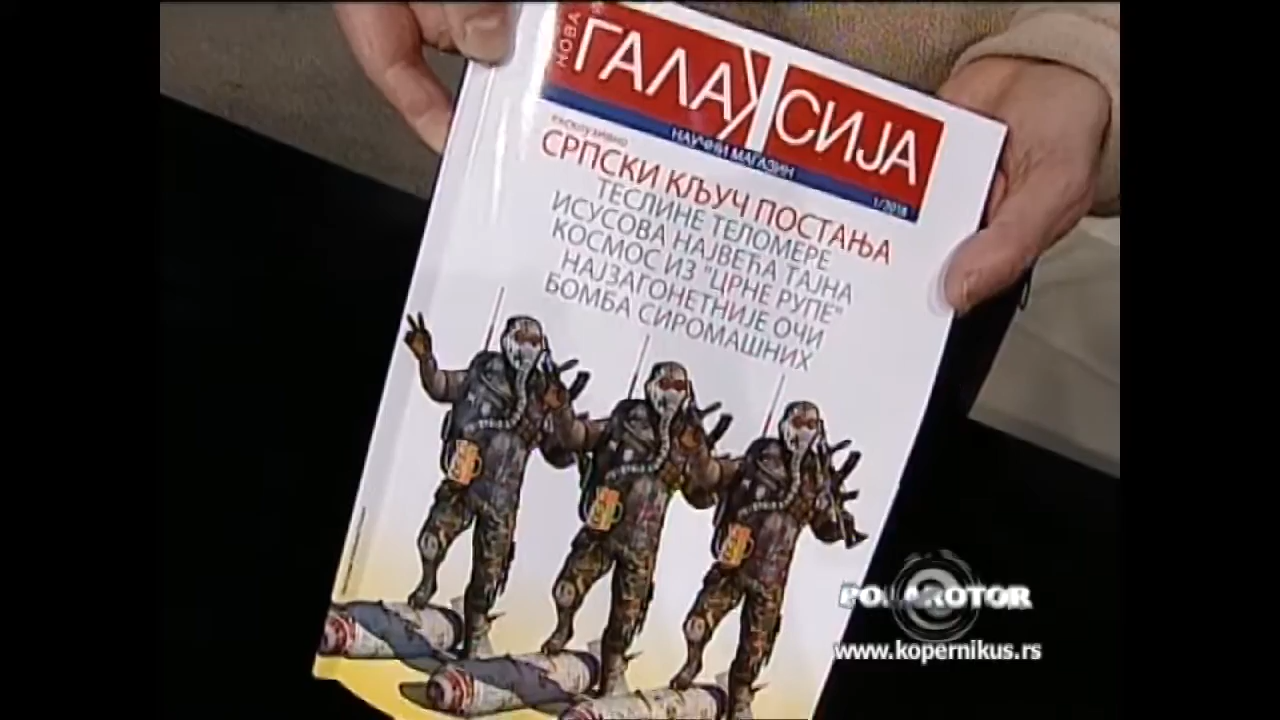 НОВА
ГАЛАКСИЈА
НАУЧНИ МАГАЗИН
1/2018
ексклузивно
СРПСКИ КЉУЧ ПОСТАЊА
ТЕСЛИНЕ ТЕЛОМЕРЕ
ИСУСОВА НАЈВЕЋА ТАЈНА
КОСМОС ИЗ "ЦРНЕ РУПЕ"
НАЈЗАГОНЕТНИЈЕ ОЧИ
БОМБА СИРОМАШНИХ
www.kopernikus.rs